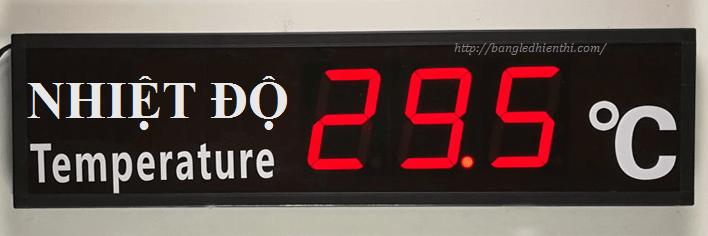 http://bangledhienthi.com/
NHIỆT ĐỘ 29.5 °C
Temperature